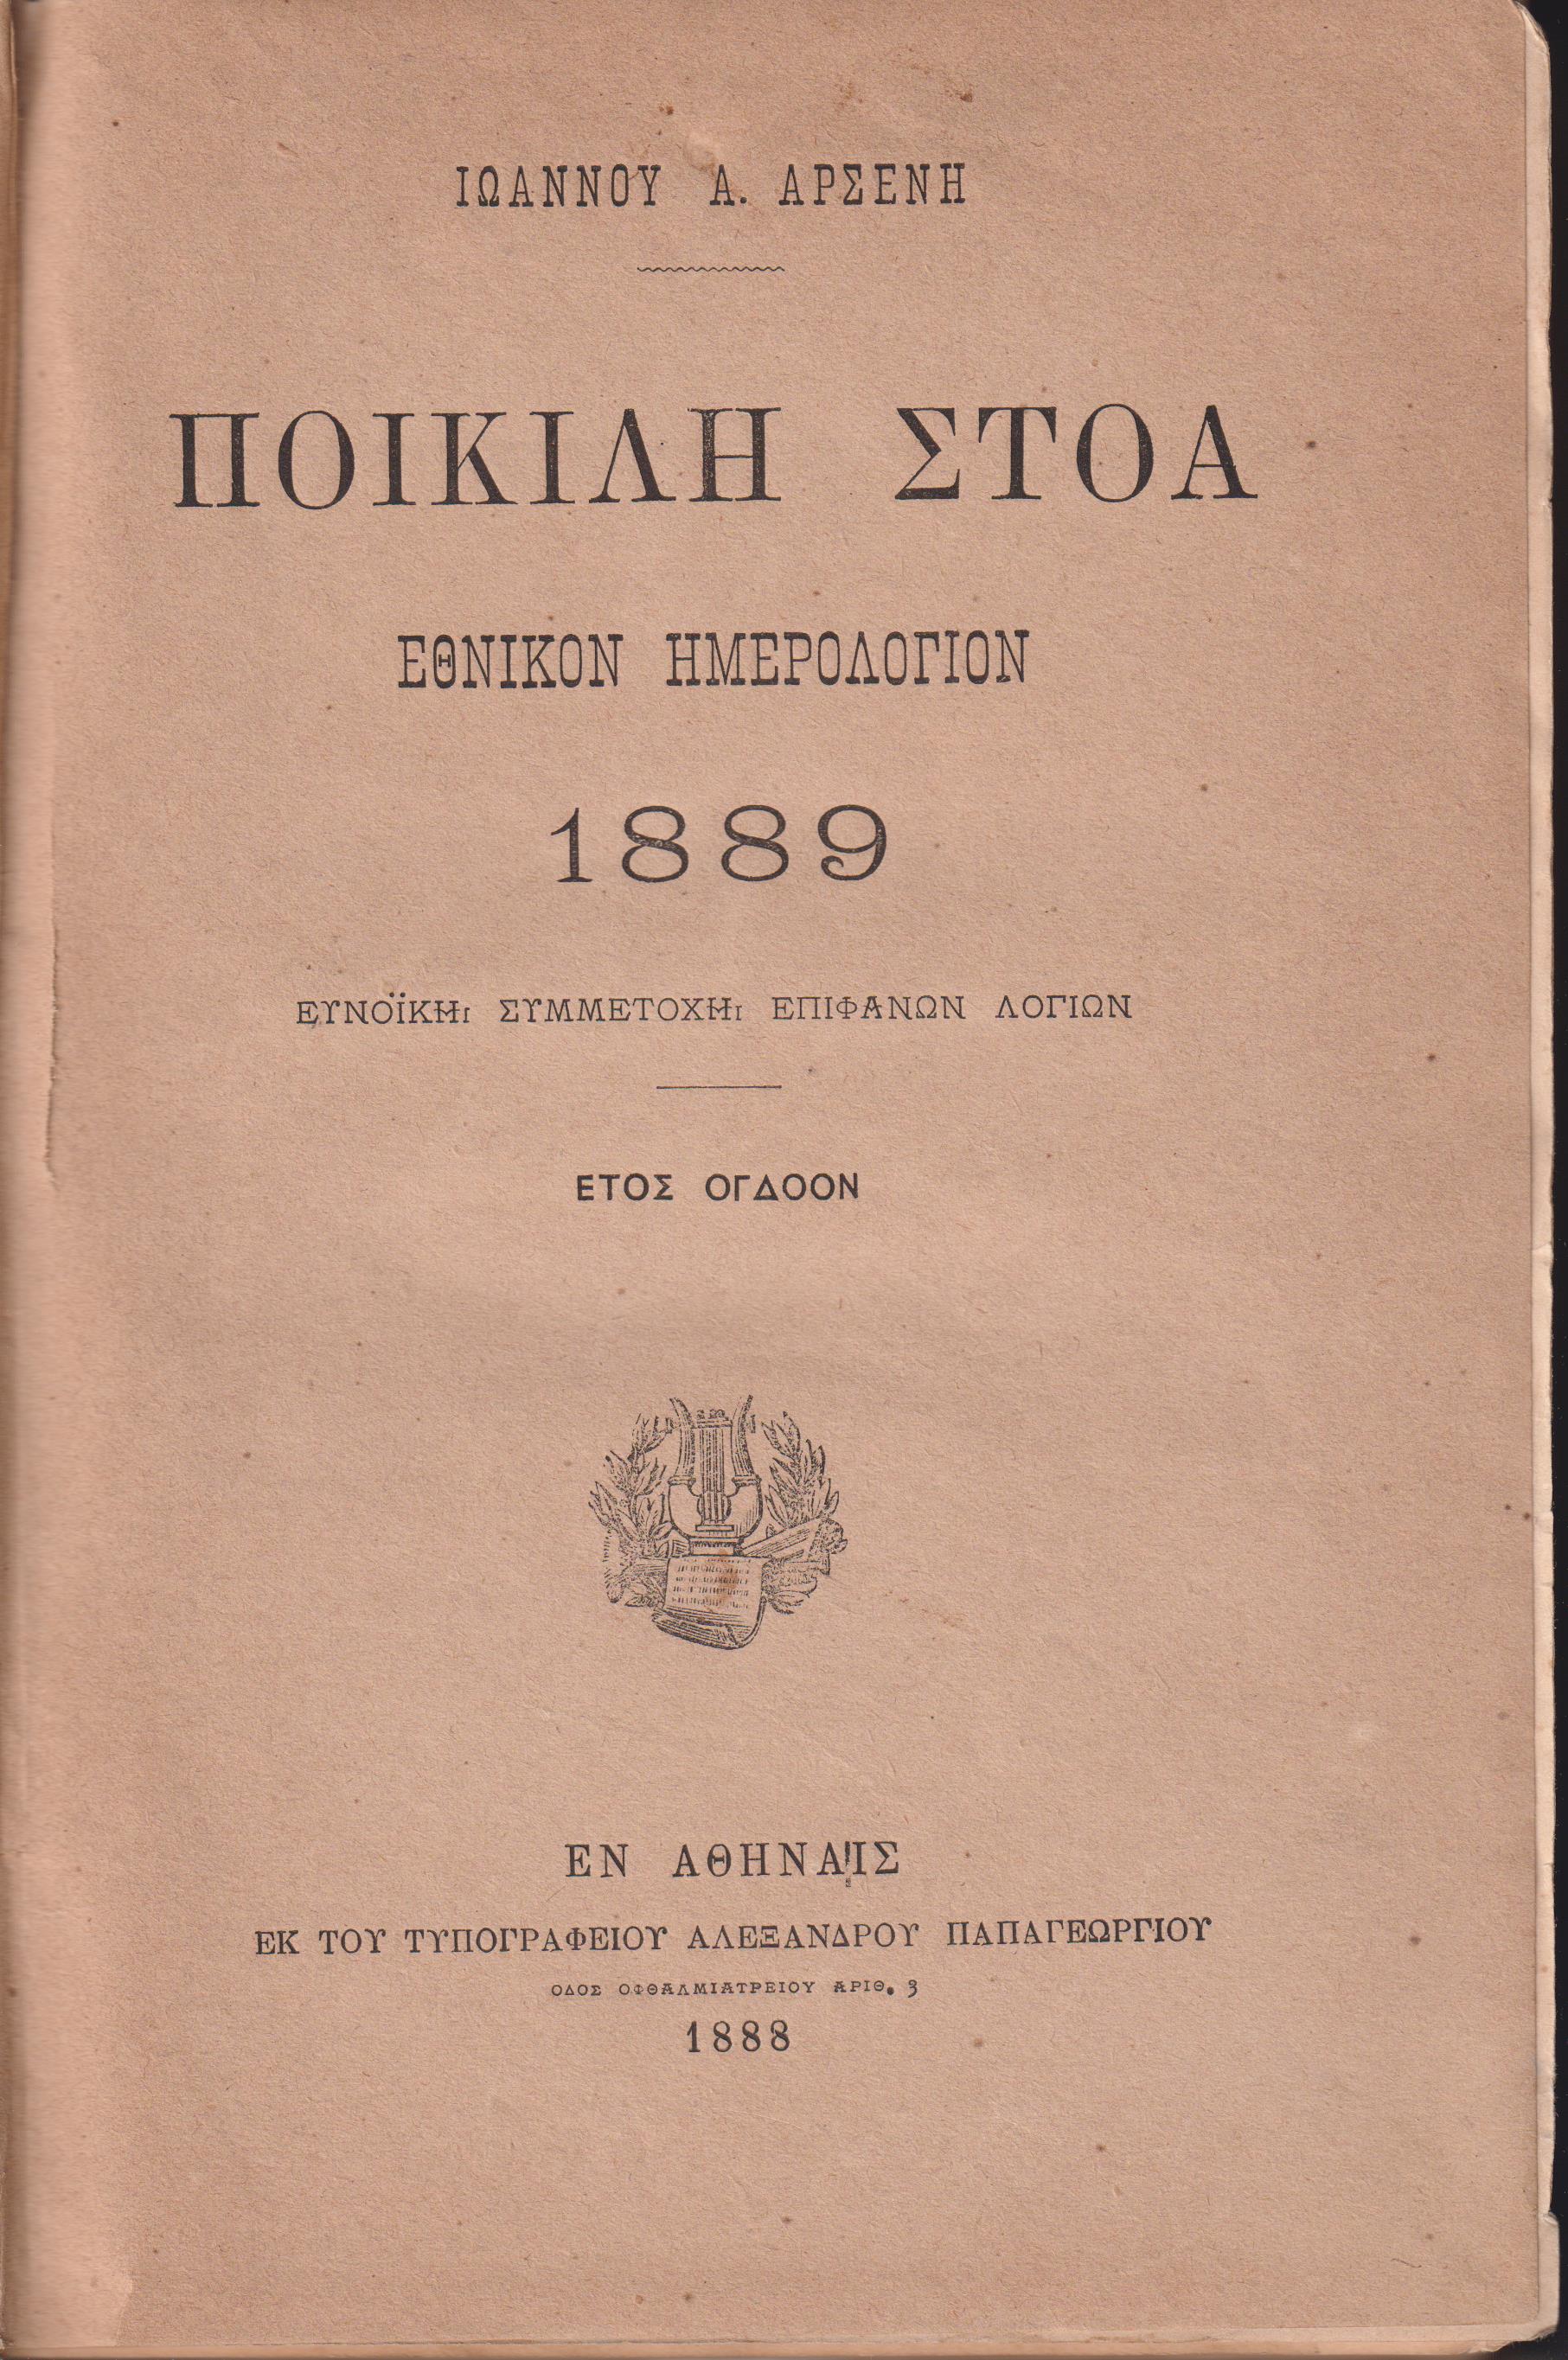 ΙΩΑΝΝΟΥ Α. ΑΡΣΕΝΗ
ΠΟΙΚΙΛΗ ΣΤΟΑ
ΕΘΝΙΚΟΝ ΗΜΕΡΟΛΟΓΙΟΝ
1889
ΕΥΝΟΪΚΗι ΣΥΜΜΕΤΟΧΗι ΕΠΙΦΑΝΩΝ ΛΟΓΙΩΝ
ΕΤΟΣ ΟΓΔΟΟΝ
ΕΝ ΑΘΗΝΑΙΣ
ΕΚ ΤΟΥ ΤΥΠΟΓΡΑΦΕΙΟΥ ΑΛΕΞΑΝΔΡΟΥ ΠΑΠΑΓΕΩΡΓΙΟΥ
ΟΔΟΣ ΟΦΘΑΛΜΙΑΤΡΕΙΟΥ ΑΡΙΘ. 3
1888